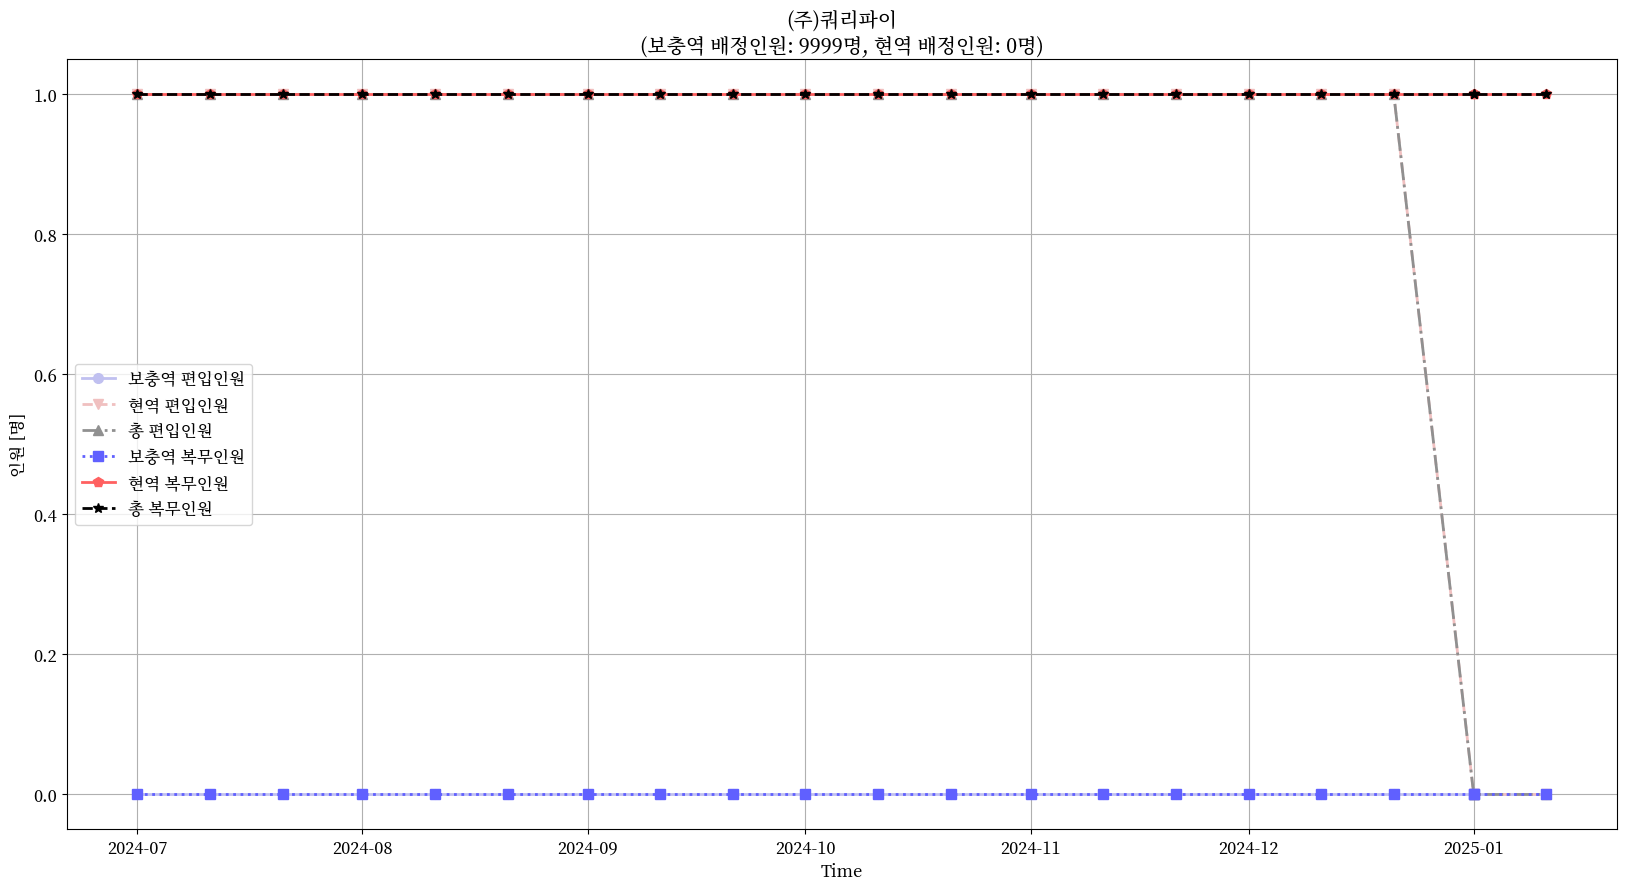 (주)쿼리파이
(보충역 배정인원: 9999명, 현역 배정인원: 0명)
인원 [명]
1.0
0.8
0.6
0.4
0.2
0.0
보충역 편입인원
현역 편입인원
총 편입인원
보충역 복무인원
현역 복무인원
총 복무인원
2024-07
2024-08
2024-09
2024-10
2024-11
2024-12
2025-01
Time